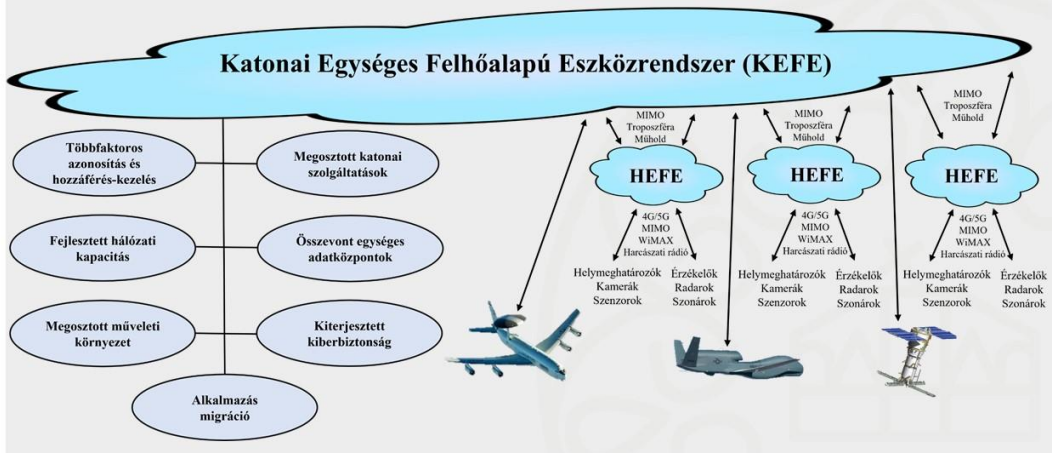 Katonai Egységes Felhőalapú Eszközrendszer (KEFE)
Többfaktoros
azonosítás és
hozzáférés-kezelés
Megosztott katonai
szolgáltatások
Fejlesztett hálózati
kapacitás
Összevont egységes
adatközpontok
Megosztott műveleti
környezet
Kiterjesztett
kiberbiztonság
Alkalmazás
migráció
MIMO
Troposzféra
Műhold
HEFE
4G/5G
MIMO
WiMAX
Harcászati rádió
Helymeghatározók
Kamerák
Szenzorok
Érzékelők
Radarok
Szonárok
MIMO
Troposzféra
Műhold
HEFE
4G/5G
MIMO
WiMAX
Harcászati rádió
Helymeghatározók
Kamerák
Szenzorok
Érzékelők
Radarok
Szonárok
MIMO
Troposzféra
Műhold
HEFE
4G/5G
MIMO
WiMAX
Harcászati rádió
Helymeghatározók
Kamerák
Szenzorok
Érzékelők
Radarok
Szonárok